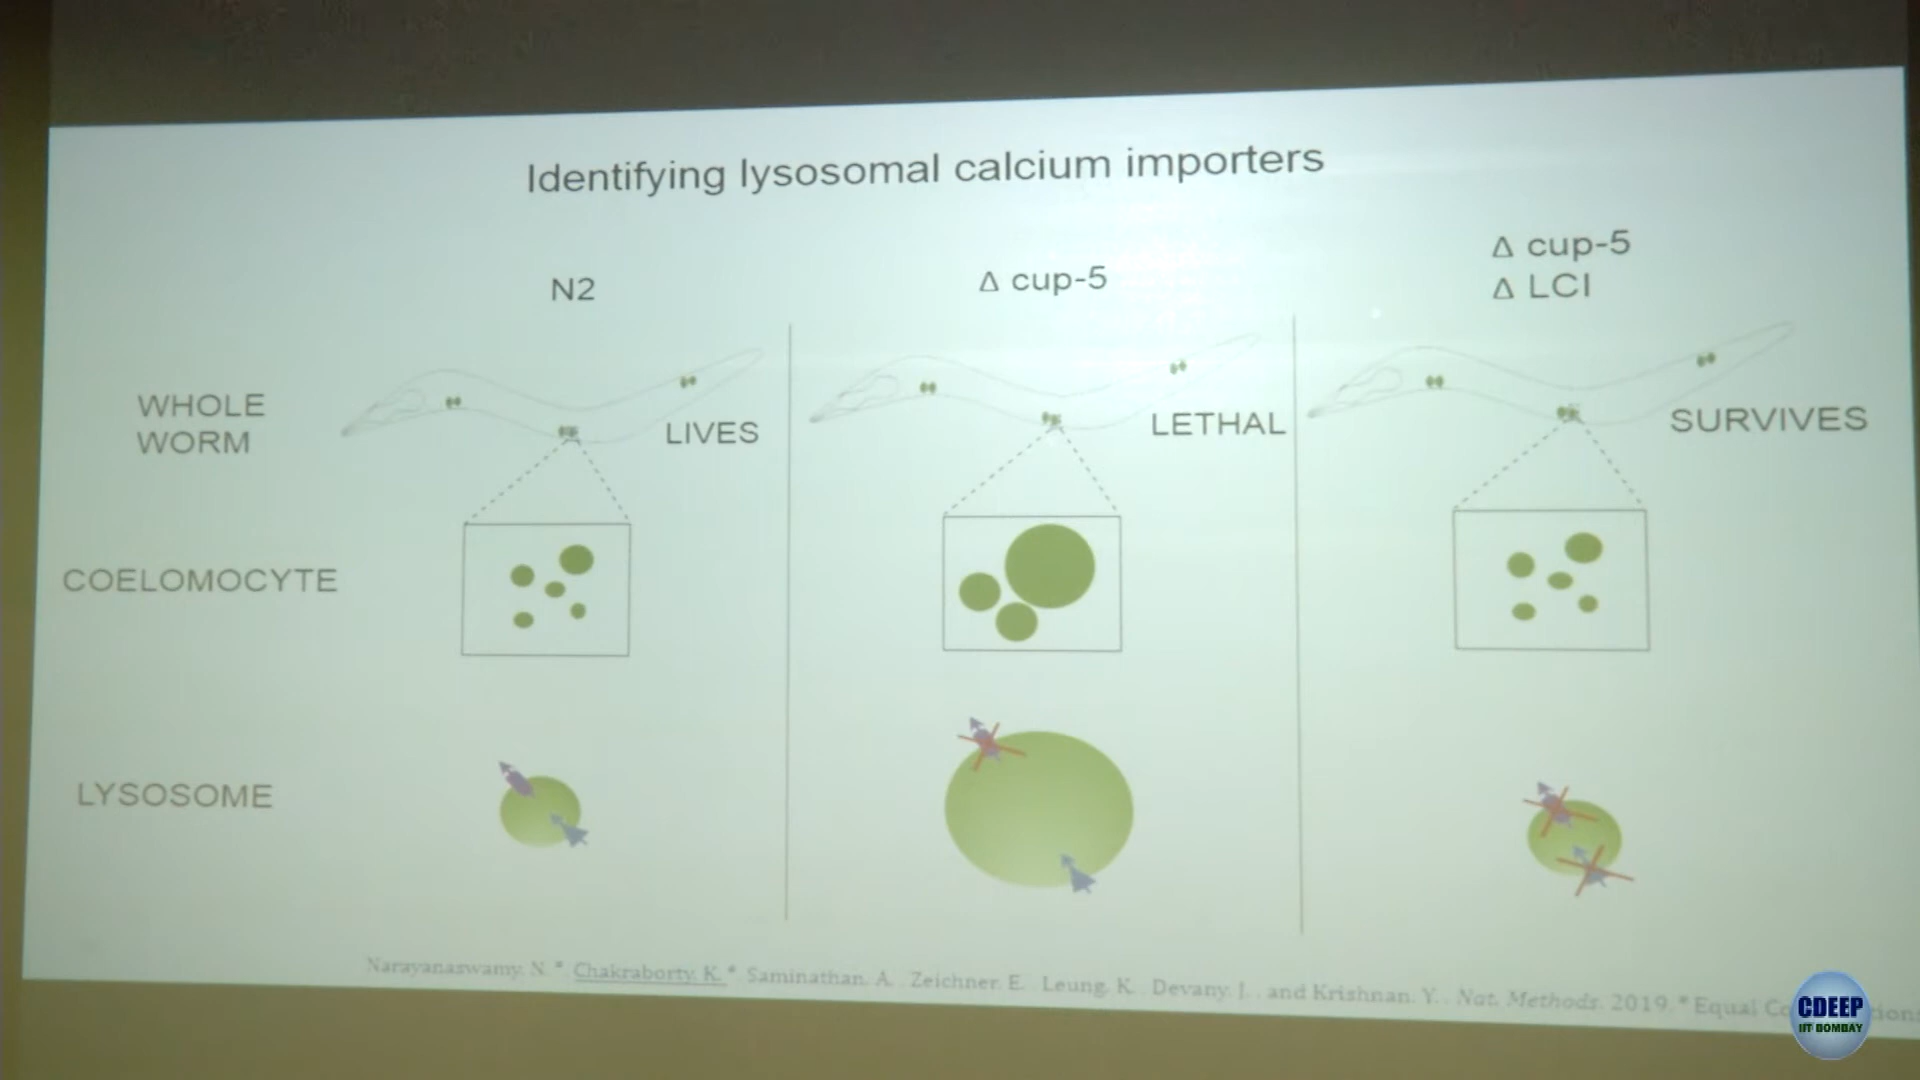 Identifying lysosomal calcium importers
N2
Δ cup-5
Δ cup-5
Δ LCI
WHOLE
WORM
LIVES
LETHAL
SURVIVES
COELOMOCYTE
LYSOSOME
Narayanaswamy. N.* Chakraborty. K.* Saminathan. A. Zeichner. E. Leung. K. Devany. J. and Krishnan. Y. Nat. Methods. 2019. * Equal
CDEEP
IIT BOMBAY